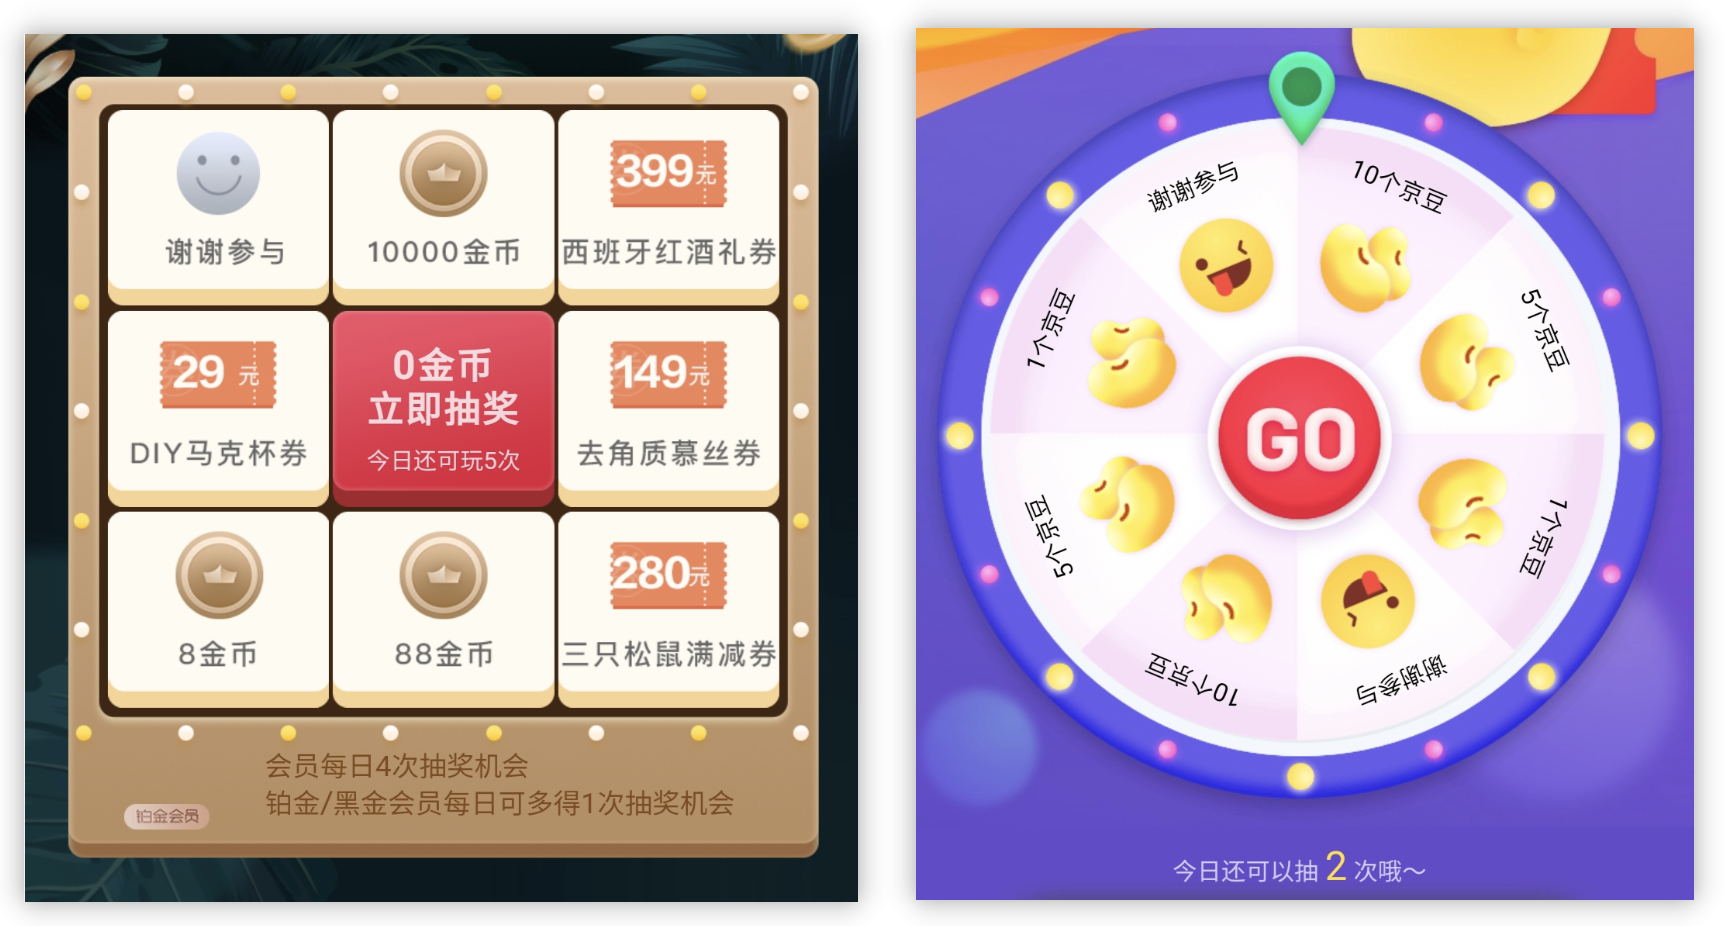 谢谢参与
10000金币
399元
西班牙红酒礼券
29 元
DIY马克杯券
0金币
立即抽奖
今日还可玩5次
149元
去角质慕丝券
8金币
88金币
280元
三只松鼠满减券
会员每日4次抽奖机会
铂金/黑金会员每日可多得1次抽奖机会
铂金会员
谢谢参与
10个京豆
5个京豆
1个京豆
谢谢参与
10个京豆
5个京豆
1个京豆
GO
今日还可以抽 2 次哦～